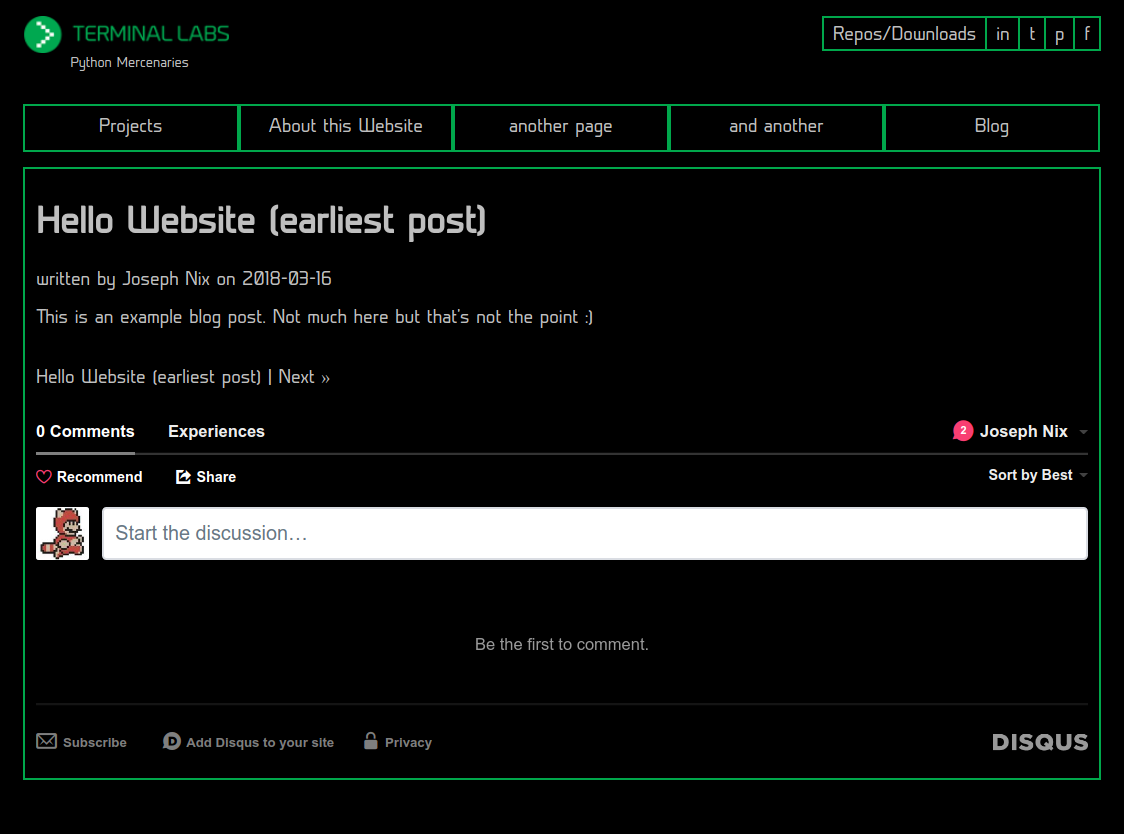 TERMINAL LABS
Python Mercenaries
Repos/Downloads in t p f
Projects About this Website another page and another Blog
Hello Website (earliest post)
written by Joseph Nix on 2018-03-16
This is an example blog post. Not much here but that's not the point :)
Hello Website (earliest post) | Next »
0 Comments Experiences 2 Joseph Nix
Recommend Share Sort by Best
Start the discussion…
Be the first to comment.
Subscribe D Add Disqus to your site Privacy DISQUS